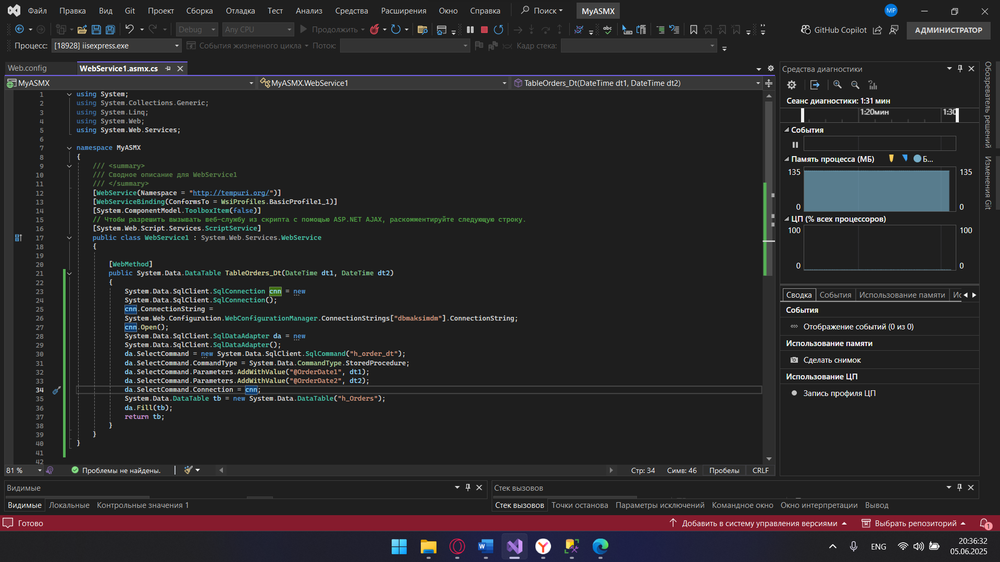 Файл Правка Вид Git Проект Сборка Отладка Тест Анализ Средства Расширения Окно Справка Поиск MyASMX MP
Debug Any CPU Продолжить GitHub Copilot АДМИНИСТРАТОР
Процесс: [18928] iisexpress.exe События жизненного цикла Поток: Кадр стека:
Web.config WebService1.asmx.cs
MyASMX MyASMX.WebService1 TableOrders_Dt(DateTime dt1, DateTime dt2)
1 using System;
2 using System.Collections.Generic;
3 using System.Linq;
4 using System.Web;
5 using System.Web.Services;
6
7 namespace MyASMX
8 {
9 /// <summary>
10 /// Сводное описание для WebService1
11 /// </summary>
12 [WebService(Namespace = "http://tempuri.org/")]
13 [WebServiceBinding(ConformsTo = WsiProfiles.BasicProfile1_1)]
14 [System.ComponentModel.ToolboxItem(false)]
15 // Чтобы разрешить вызывать веб-службу из скрипта с помощью ASP.NET AJAX, раскомментируйте следующую строку.
16 [System.Web.Script.Services.ScriptService]
17 public class WebService1 : System.Web.Services.WebService
18 {
19
20 [WebMethod]
21 public System.Data.DataTable TableOrders_Dt(DateTime dt1, DateTime dt2)
22 {
23 System.Data.SqlClient.SqlConnection cnn = new
24 System.Data.SqlClient.SqlConnection();
25 cnn.ConnectionString =
26 System.Web.Configuration.WebConfigurationManager.ConnectionStrings["dbmaksimdm"].ConnectionString;
27 cnn.Open();
28 System.Data.SqlClient.SqlDataAdapter da = new
29 System.Data.SqlClient.SqlDataAdapter();
30 da.SelectCommand = new System.Data.SqlClient.SqlCommand("h_order_dt");
31 da.SelectCommand.CommandType = System.Data.CommandType.StoredProcedure;
32 da.SelectCommand.Parameters.AddWithValue("@OrderDate1", dt1);
33 da.SelectCommand.Parameters.AddWithValue("@OrderDate2", dt2);
34 da.SelectCommand.Connection = cnn;
35 System.Data.DataTable tb = new System.Data.DataTable("h_Orders");
36 da.Fill(tb);
37 return tb;
38 }
39 }
40 }
41
42
81 % Проблемы не найдены. Стр: 34 Симв: 46 Пробелы CRLF
Средства диагностики
Сеанс диагностики: 1:31 мин
1:20мин 1:30
События
Память процесса (МБ) Б...
135 135
0 0
ЦП (% всех процессоров)
100 100
0 0
Сводка События Использование памяти Ис
События
Отображение событий (0 из 0)
Использование памяти
Сделать снимок
Использование ЦП
Запись профиля ЦП
Обозреватель решений
Изменения Git
Видимые
Видимые Локальные Контрольные значения 1
Стек вызовов
Стек вызовов Точки останова Параметры исключений Командное окно Окно интерпретации Вывод
Готово Добавить в систему управления версиями Выбрать репозиторий 1
ENG 20:36:32
05.06.2025